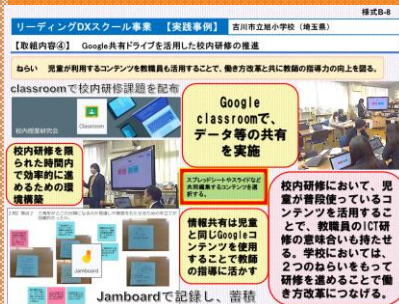 様式B-8
リーディングDXスクール事業 【実践事例】 吉川市立旭小学校(埼玉県)
【取組内容④】 Google共有ドライブを活用した校内研修の推進
ねらい 児童が利用するコンテンツを教職員も活用することで、働き方改革と共に教師の指導力の向上を図る。
classroomで校内研修課題を配布
校内授業研究会
Classroom
Google
classroomで、
データ等の共有
を実施
校内研修を限
られた時間内
で効率的に進
めるための環
境構築
スプレッドシートやスライドなど
共同編集するコンテンツを選
択する。
情報共有は児童
と同じGoogleコ
ンテンツを使用
することで教師
の指導に活かす
校内研修において、児
童が普段使っているコ
ンテンツを活用するこ
とで、教職員のICT研
修の意味合いも持たせ
る。学校においては、
2つのねらいをもって
研修を進めることで働
き方改革につなげる。
Jamboard
Jamboardで記録し、蓄積